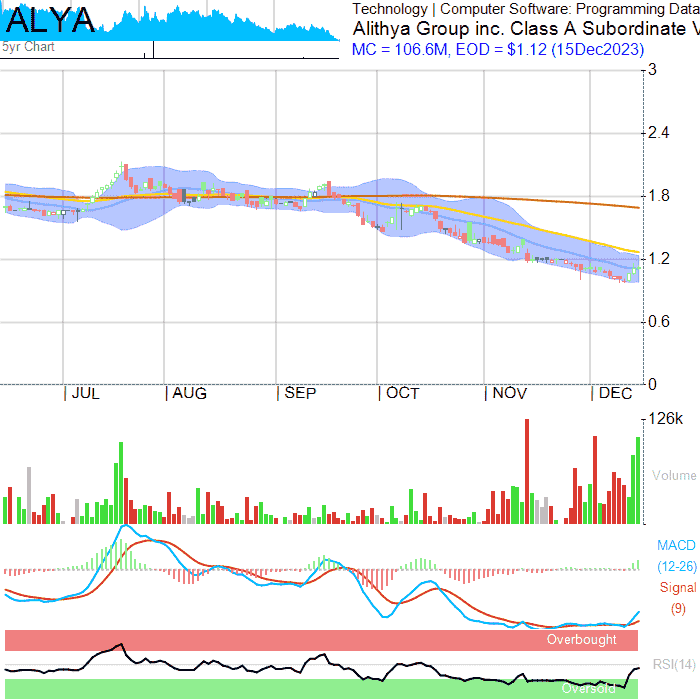 ALYA
5yr Chart
Technology | Computer Software: Programming Data
Alithya Group inc. Class A Subordinate V
MC = 106.6M, EOD = $1.12 (15Dec2023)
3
2.4
1.8
1.2
0.6
0
| JUL | AUG | SEP | OCT | NOV | DEC
126k
Volume
MACD
(12-26)
Signal
(9)
Overbought
RSI(14)
Oversold